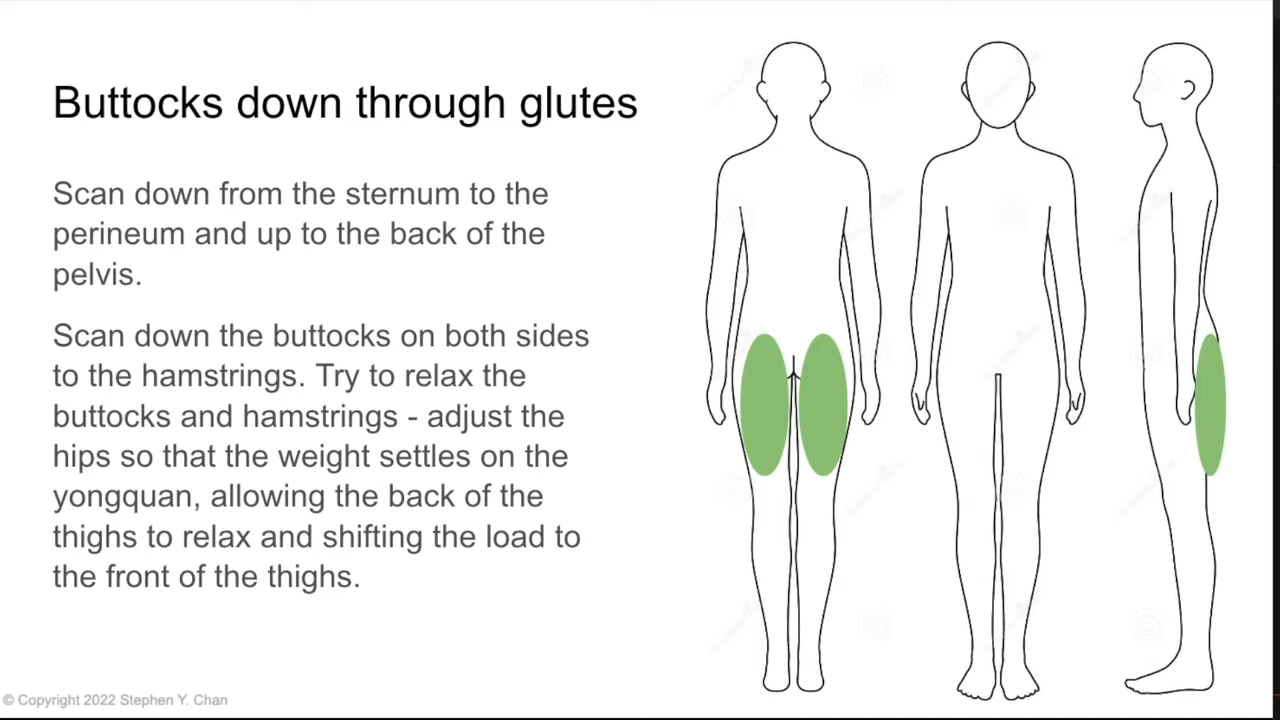 Buttocks down through glutes
Scan down from the sternum to the
perineum and up to the back of the
pelvis.
Scan down the buttocks on both sides
to the hamstrings. Try to relax the
buttocks and hamstrings - adjust the
hips so that the weight settles on the
yongquan, allowing the back of the
thighs to relax and shifting the load to
the front of the thighs.
© Copyright 2022 Stephen Y. Chan